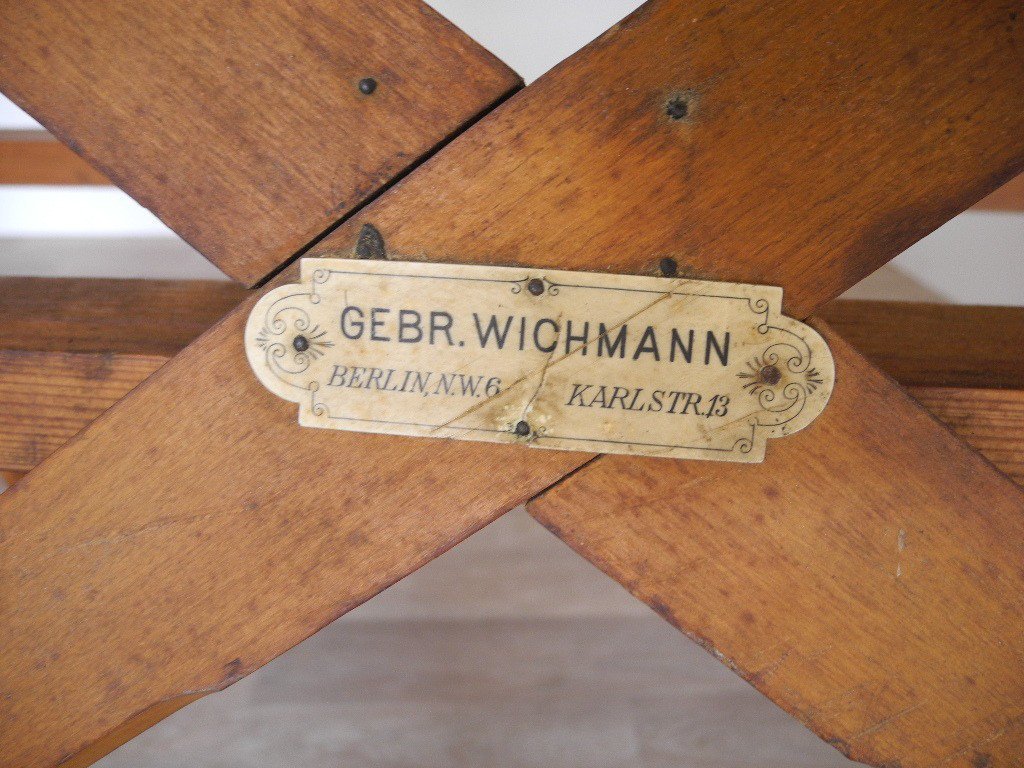 GEBR. WICHMANN
BERLIN, N.W. 6 KARLSTR. 13